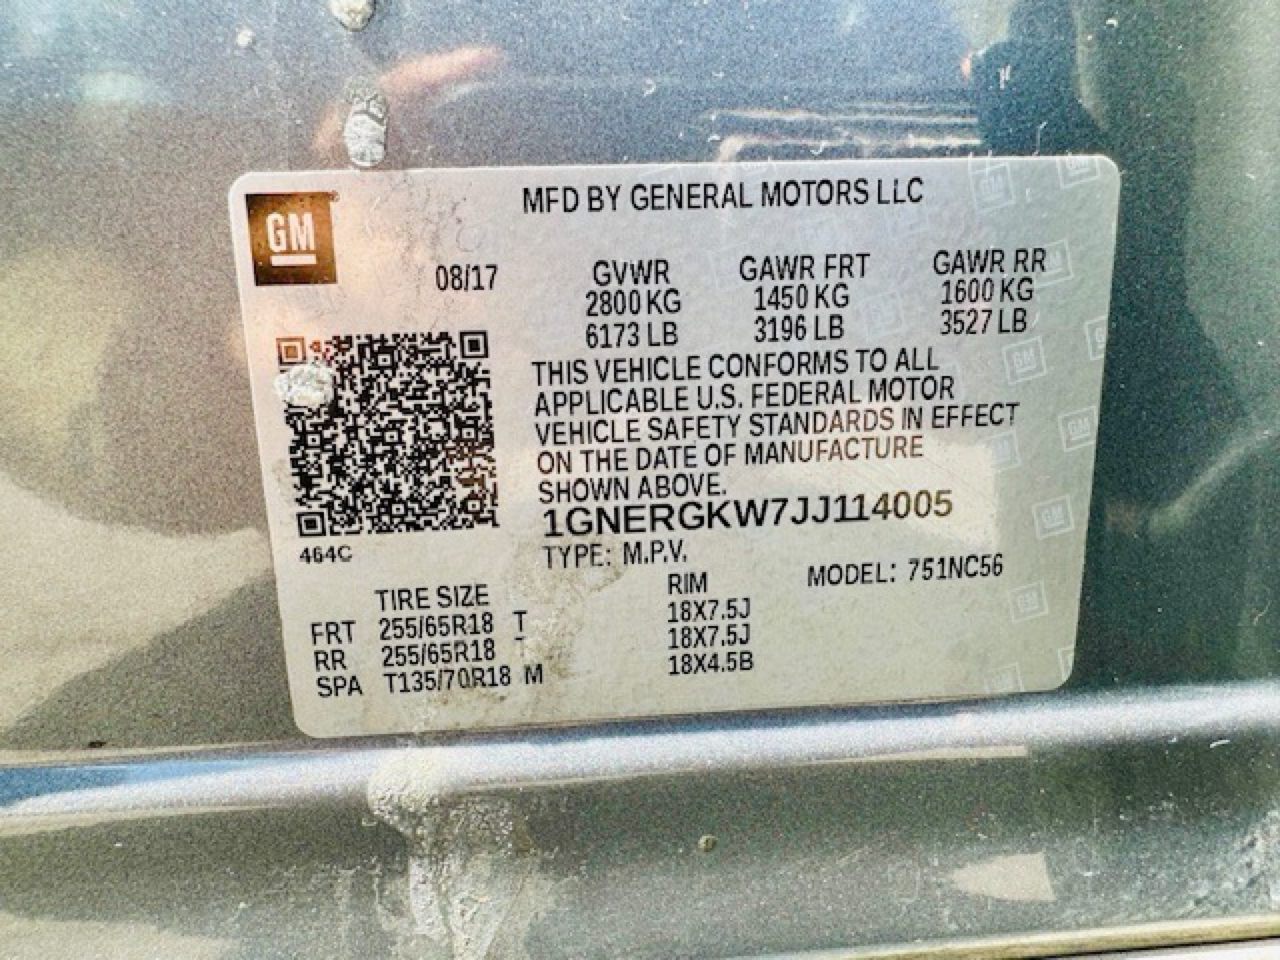 GM
MFD BY GENERAL MOTORS LLC
08/17
GVWR GAWR FRT GAWR RR
2800 KG 1450 KG 1600 KG
6173 LB 3196 LB 3527 LB
THIS VEHICLE CONFORMS TO ALL
APPLICABLE U.S. FEDERAL MOTOR
VEHICLE SAFETY STANDARDS IN EFFECT
ON THE DATE OF MANUFACTURE
SHOWN ABOVE.
1GNERGKW7JJ114005
464C
TYPE: M.P.V.
MODEL: 751NC56
TIRE SIZE RIM
FRT 255/65R18 T 18X7.5J
RR 255/65R18 18X7.5J
SPA T135/70R18 M 18X4.5B